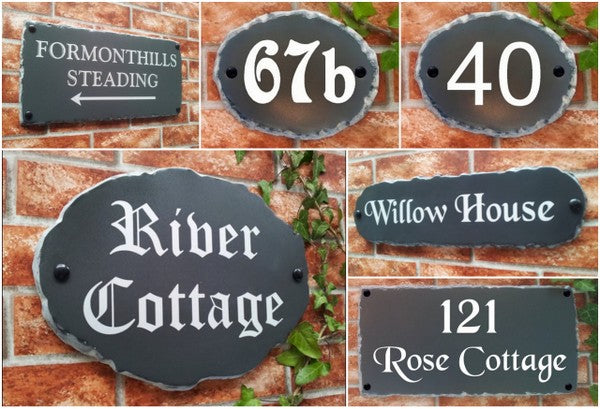 FORMONTHILLS
STEADING
67b
40
River
Cottage
Willow House
121
Rose Cottage